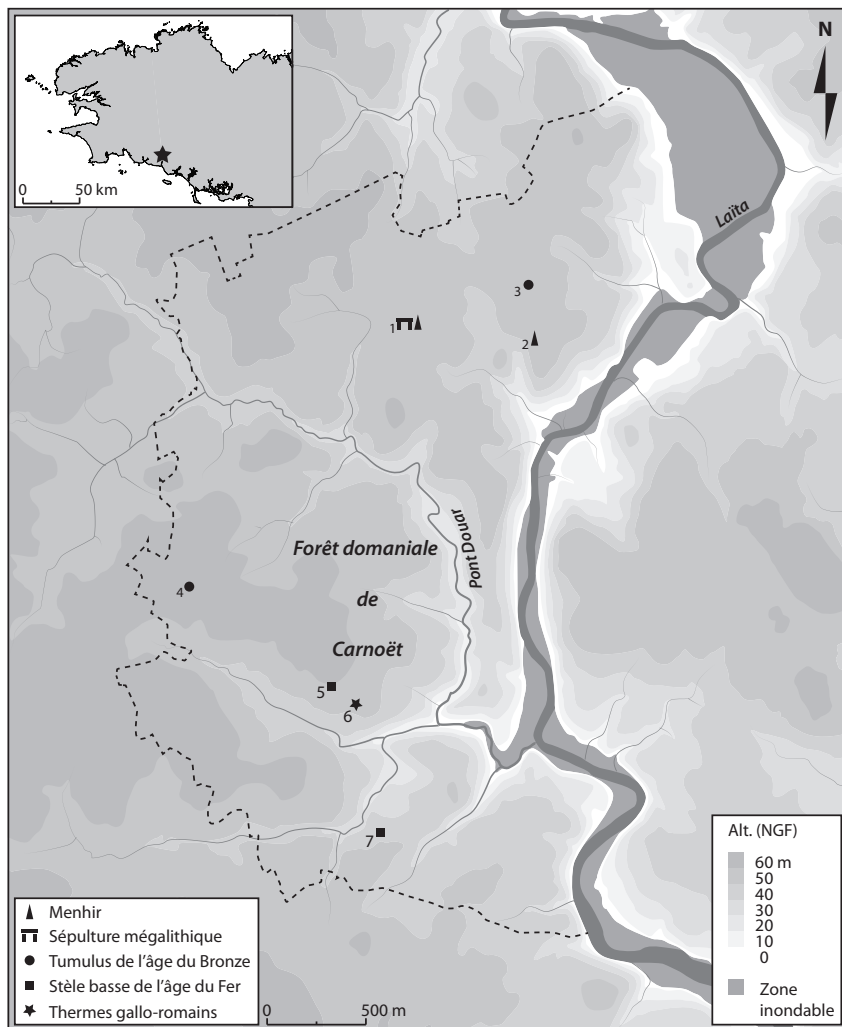 0 50 km
N
Laïta
3
1
2
Pont Douar
Forêt domaniale
de
Carnoët
4
5
6
7
Alt. (NGF)
60 m
50
40
30
20
10
0
Zone
inondable
Menhir
Sépulture mégalithique
Tumulus de l’âge du Bronze
Stèle basse de l’âge du Fer
Thermes gallo-romains
0 500 m